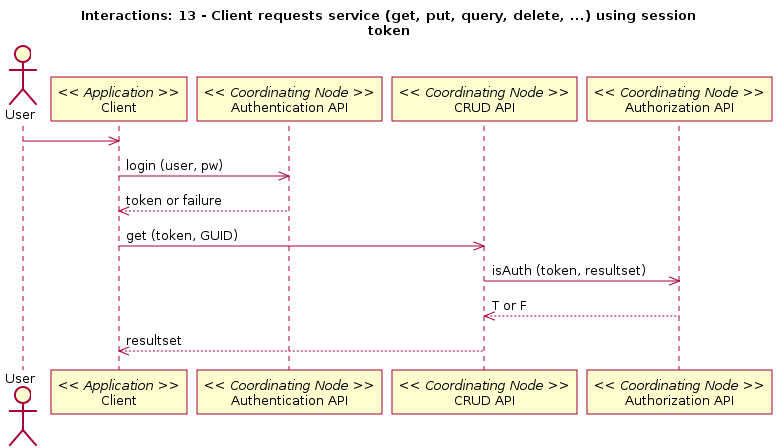 Interactions: 13 - Client requests service (get, put, query, delete, ...) using session
token
User
<< Application >>
Client
<< Coordinating Node >>
Authentication API
<< Coordinating Node >>
CRUD API
<< Coordinating Node >>
Authorization API
login (user, pw)
token or failure
get (token, GUID)
isAuth (token, resultset)
T or F
resultset
User
<< Application >>
Client
<< Coordinating Node >>
Authentication API
<< Coordinating Node >>
CRUD API
<< Coordinating Node >>
Authorization API